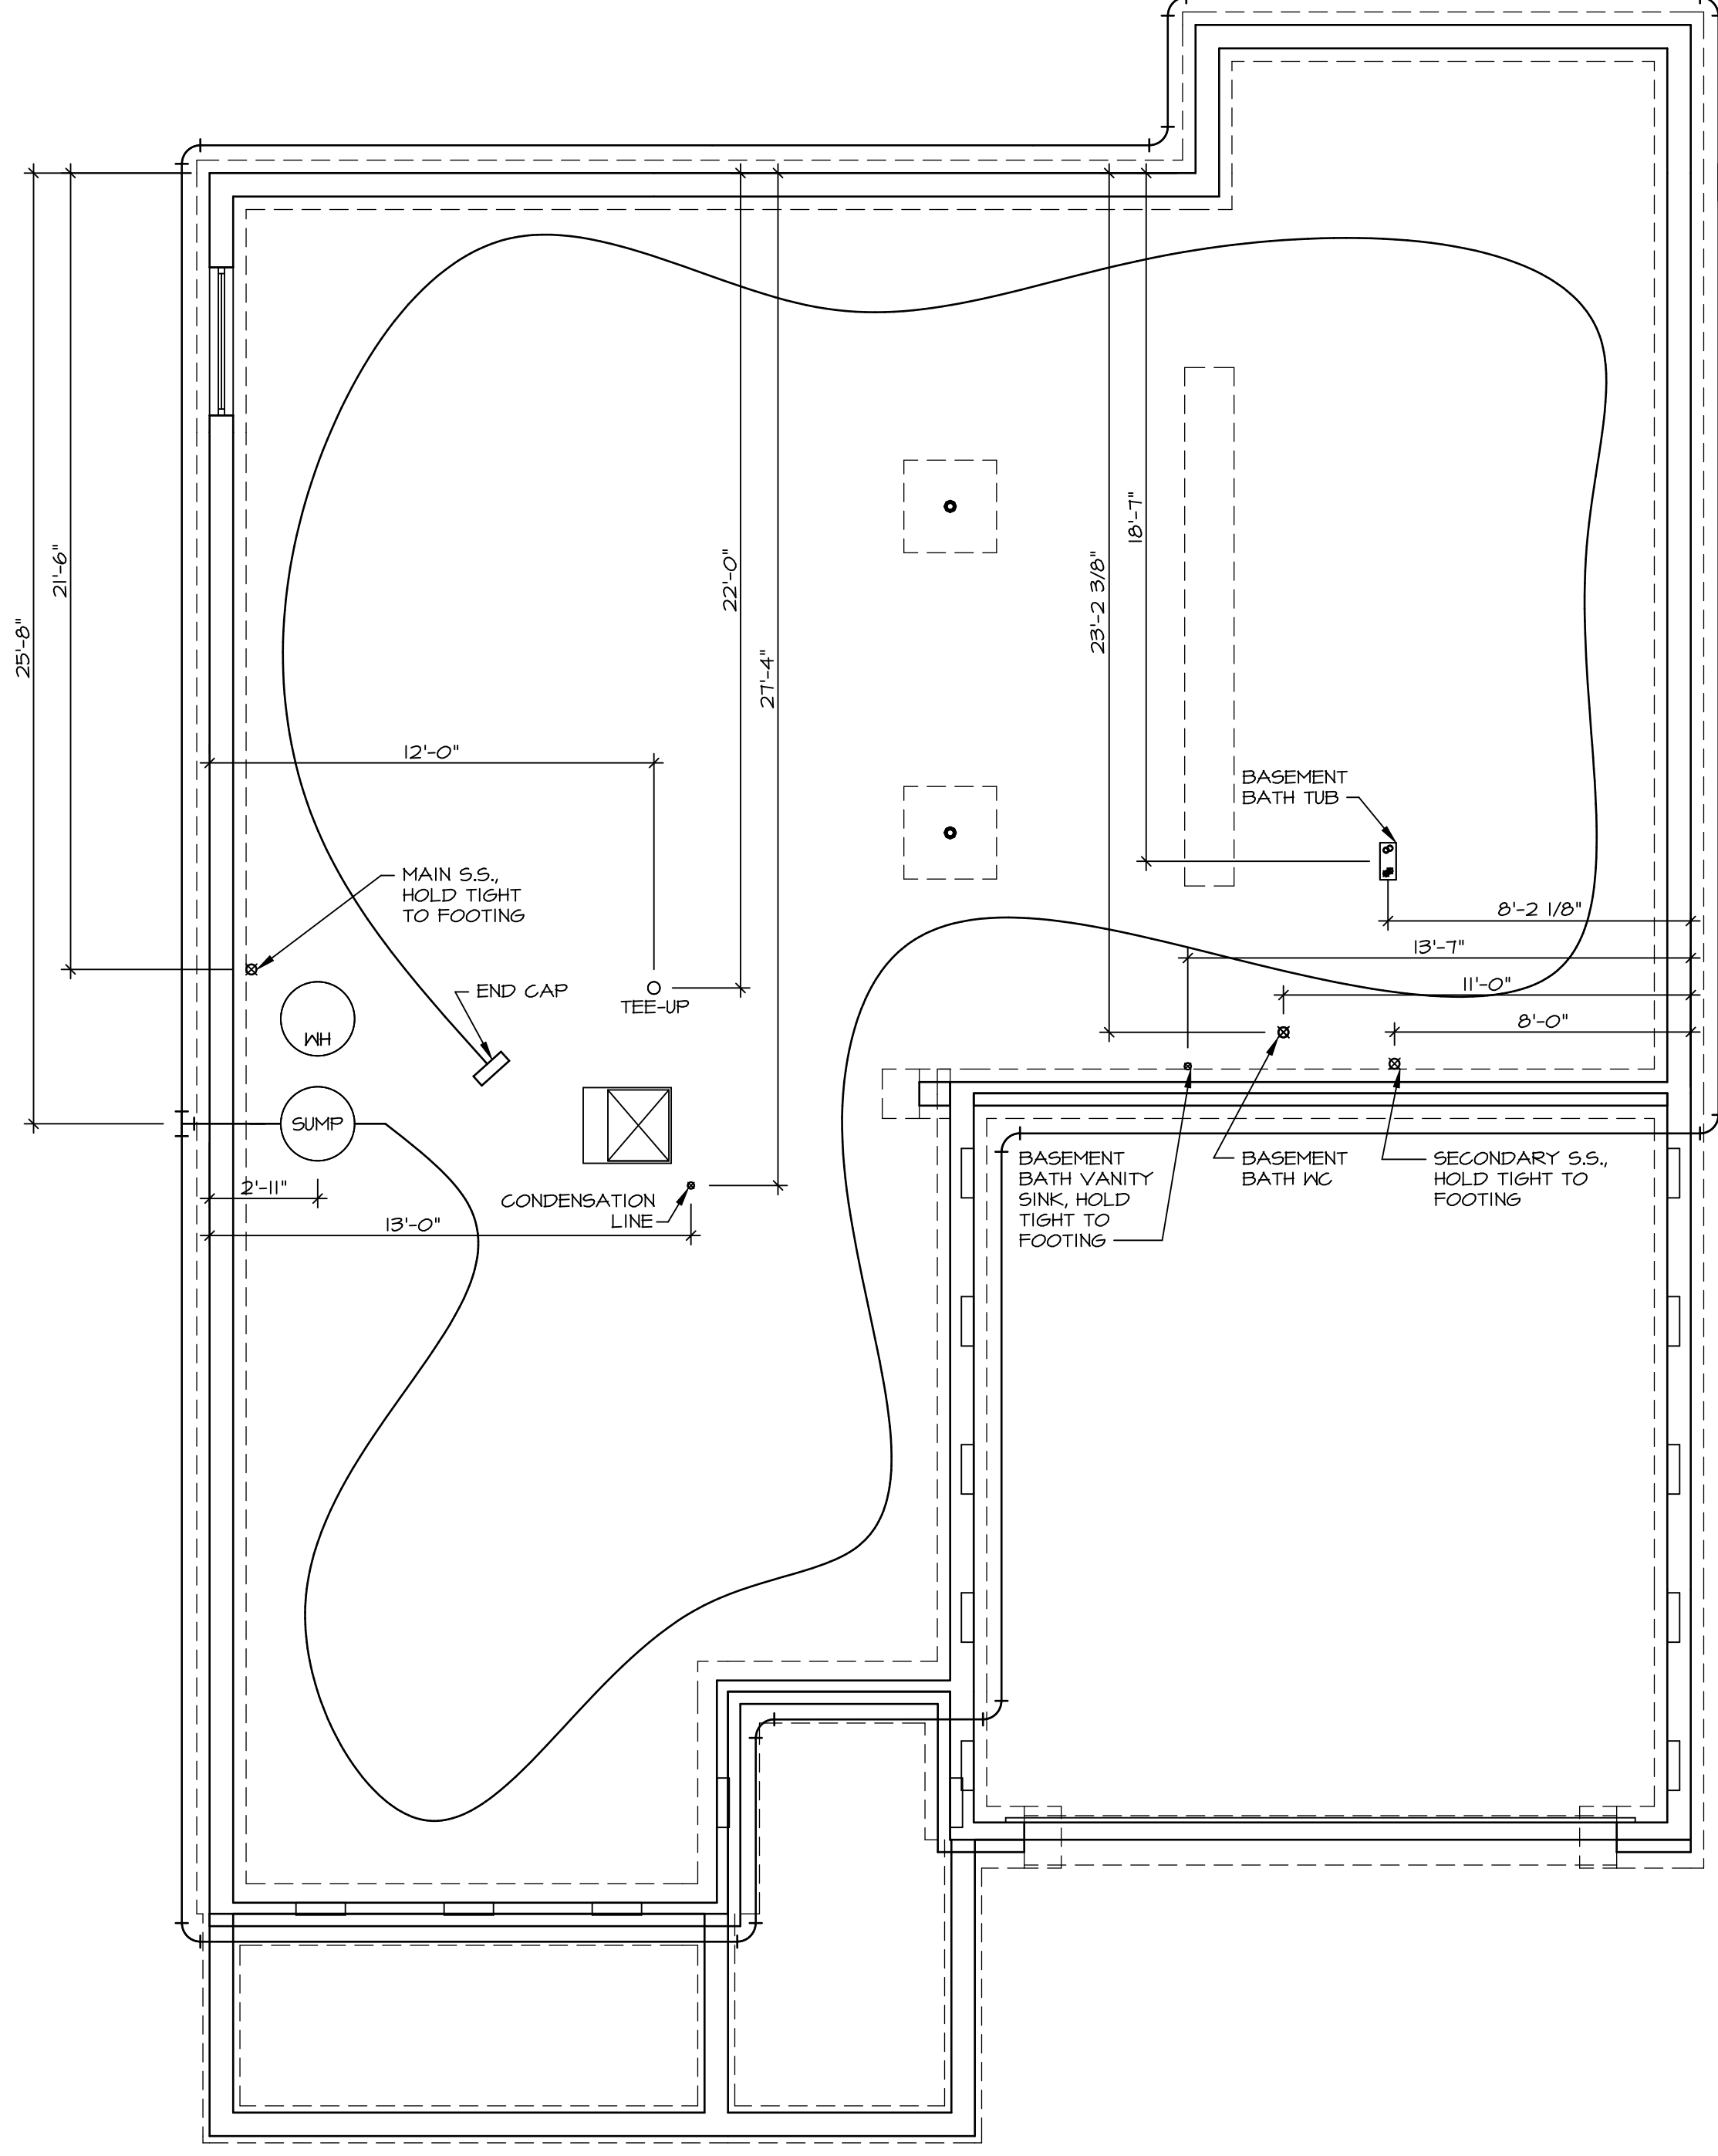 21'-6"
25'-8"
22'-0"
27'-4"
23'-2 3/8"
18'-7"
12'-0"
BASEMENT
BATH TUB
MAIN S.S.,
HOLD TIGHT
TO FOOTING
8'-2 1/8"
13'-7"
11'-0"
8'-0"
END CAP
TEE-UP
WH
SUMP
2'-11"
CONDENSATION
LINE
13'-0"
BASEMENT
BATH VANITY
SINK, HOLD
TIGHT TO
FOOTING
BASEMENT
BATH WC
SECONDARY S.S.,
HOLD TIGHT TO
FOOTING